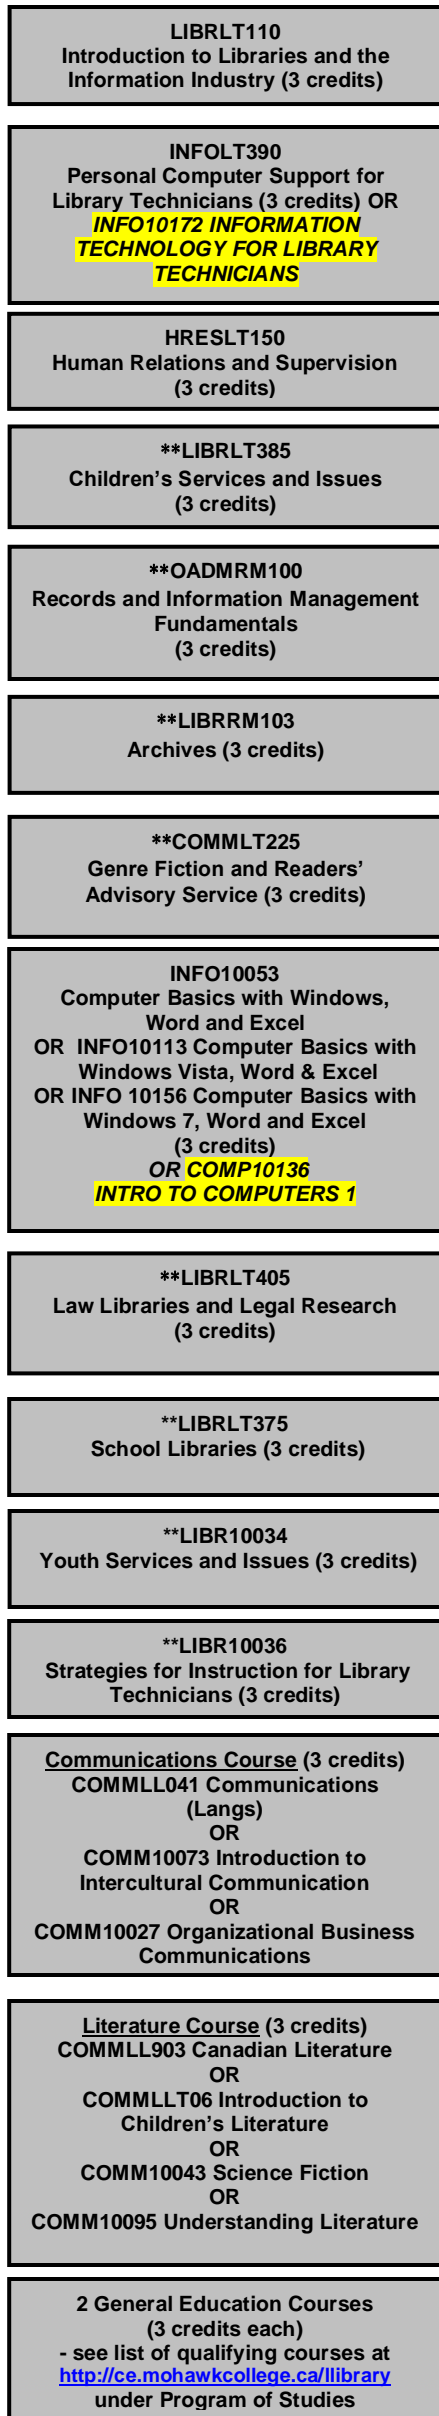 LIBRLT110
Introduction to Libraries and the
Information Industry (3 credits)
INFOLT390
Personal Computer Support for
Library Technicians (3 credits) OR
INFO10172 INFORMATION
TECHNOLOGY FOR LIBRARY
TECHNICIANS
HRESLT150
Human Relations and Supervision
(3 credits)
**LIBRLT385
Children’s Services and Issues
(3 credits)
**OADMRM100
Records and Information Management
Fundamentals
(3 credits)
**LIBRRM103
Archives (3 credits)
**COMMLT225
Genre Fiction and Readers’
Advisory Service (3 credits)
INFO10053
Computer Basics with Windows,
Word and Excel
OR INFO10113 Computer Basics with
Windows Vista, Word & Excel
OR INFO 10156 Computer Basics with
Windows 7, Word and Excel
(3 credits)
OR COMP10136
INTRO TO COMPUTERS 1
**LIBRLT405
Law Libraries and Legal Research
(3 credits)
**LIBRLT375
School Libraries (3 credits)
**LIBR10034
Youth Services and Issues (3 credits)
**LIBR10036
Strategies for Instruction for Library
Technicians (3 credits)
Communications Course (3 credits)
COMMLL041 Communications
(Langs)
OR
COMM10073 Introduction to
Intercultural Communication
OR
COMM10027 Organizational Business
Communications
Literature Course (3 credits)
COMMLL903 Canadian Literature
OR
COMMLLT06 Introduction to
Children’s Literature
OR
COMM10043 Science Fiction
OR
COMM10095 Understanding Literature
2 General Education Courses
(3 credits each)
- see list of qualifying courses at
http://ce.mohawkcollege.ca/llibrary
under Program of Studies